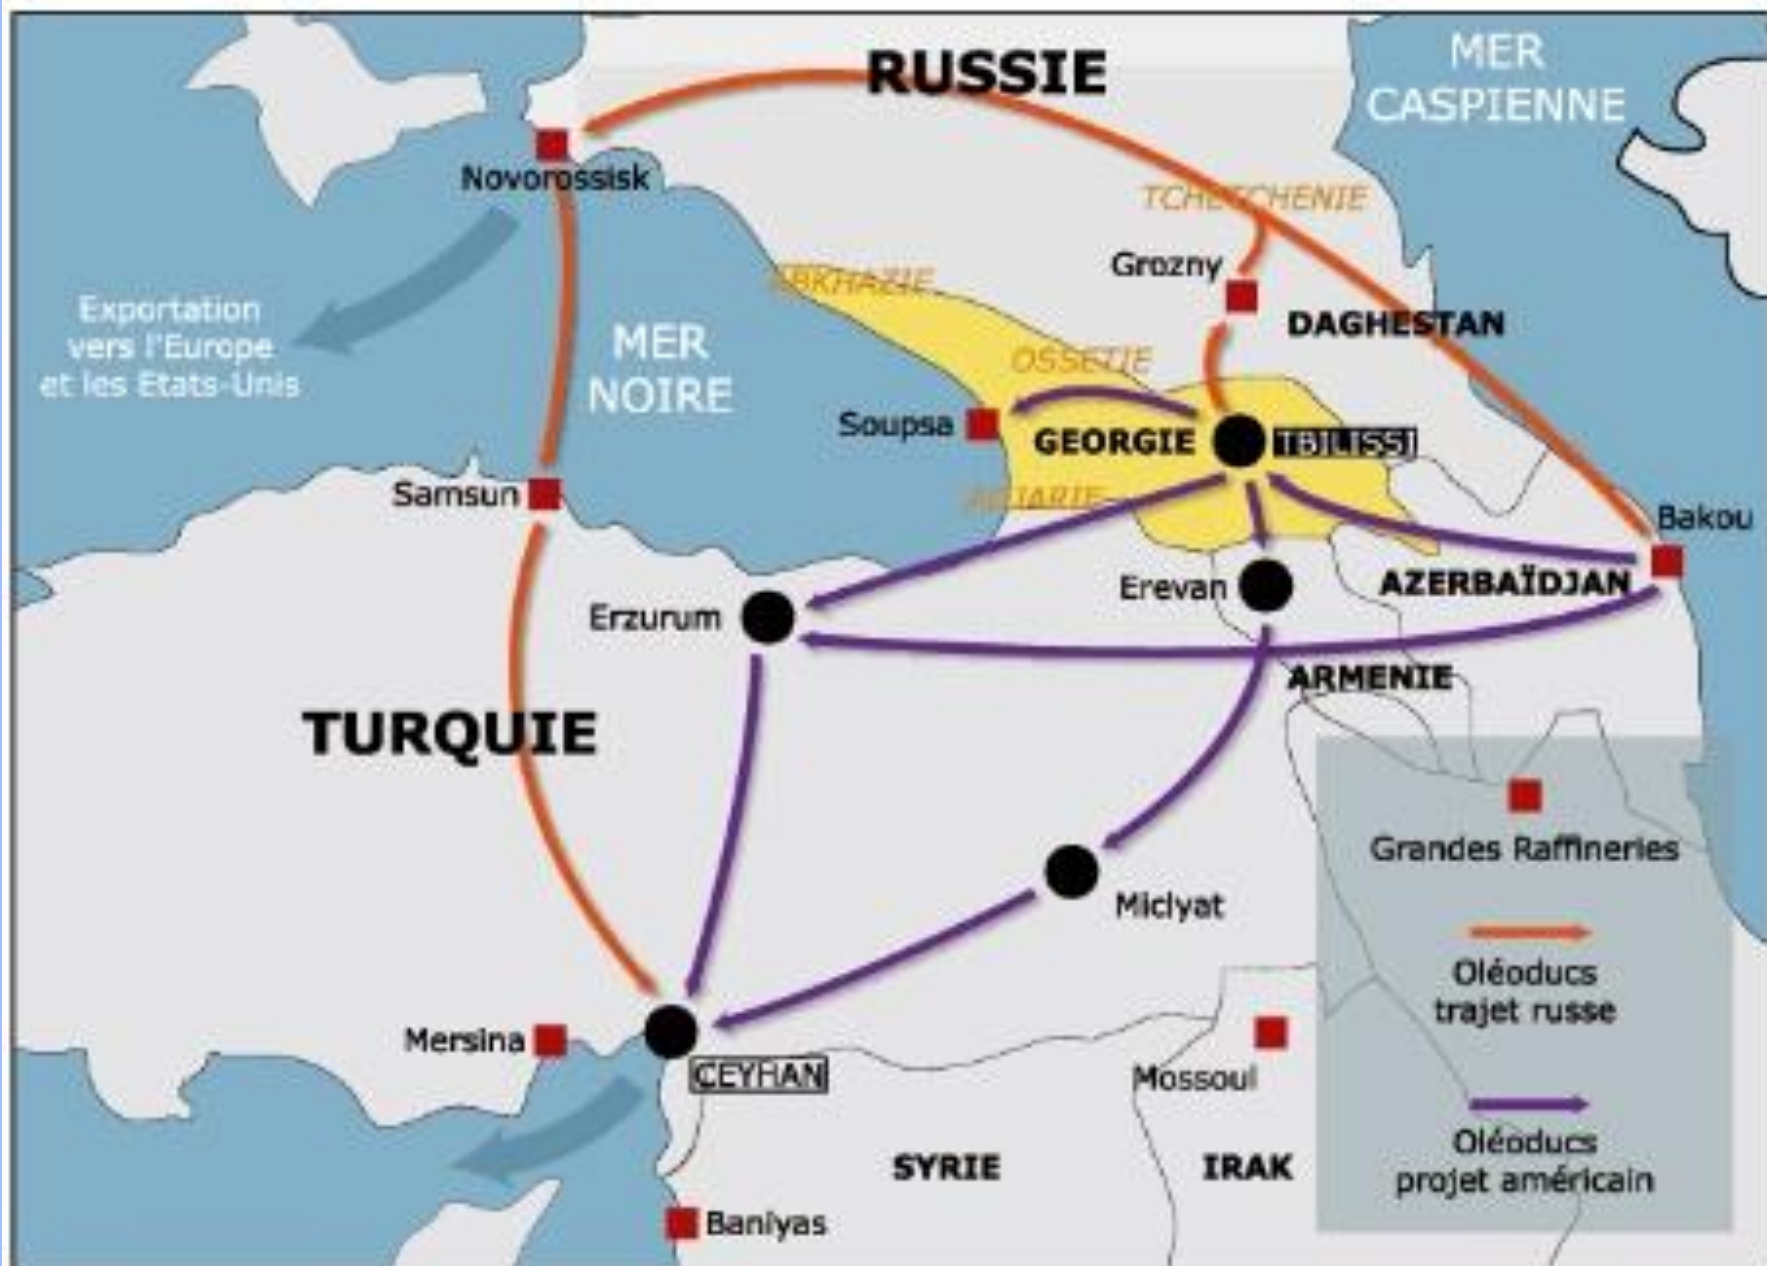 RUSSIE
MER
CASPIENNE
Novorossisk
TCHETCHENIE
Grozny
ABKHAZIE
DAGHESTAN
Exportation
vers l'Europe
et les Etats-Unis
MER
NOIRE
OSSETIE
Soupsa
GEORGIE
TBILISSI
Samsun
Bakou
Erzurum
Erevan
AZERBAÏDJAN
ARMENIE
TURQUIE
Grandes Raffineries
Miclyat
Oléoducs
trajet russe
Mersina
CEYHAN
Mossoul
Oléoducs
projet américain
SYRIE
IRAK
Baniyas